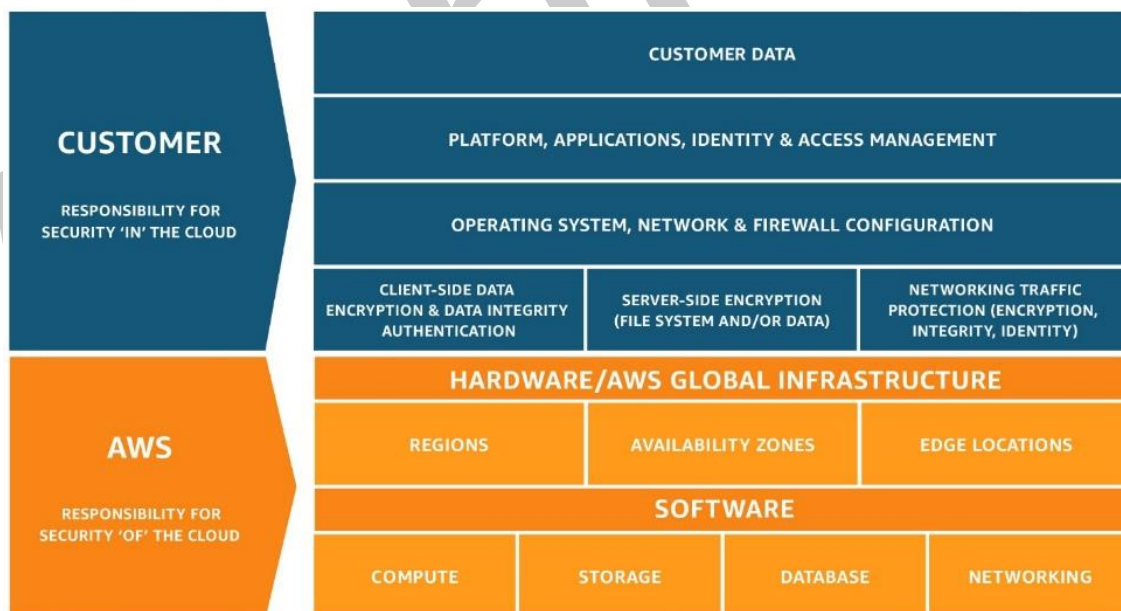 CUSTOMER
RESPONSIBILITY FOR
SECURITY ‘IN’ THE CLOUD
CUSTOMER DATA
PLATFORM, APPLICATIONS, IDENTITY & ACCESS MANAGEMENT
OPERATING SYSTEM, NETWORK & FIREWALL CONFIGURATION
CLIENT-SIDE DATA
ENCRYPTION & DATA INTEGRITY
AUTHENTICATION
SERVER-SIDE ENCRYPTION
(FILE SYSTEM AND/OR DATA)
NETWORKING TRAFFIC
PROTECTION (ENCRYPTION,
INTEGRITY, IDENTITY)
AWS
RESPONSIBILITY FOR
SECURITY ‘OF’ THE CLOUD
HARDWARE/AWS GLOBAL INFRASTRUCTURE
REGIONS
AVAILABILITY ZONES
EDGE LOCATIONS
SOFTWARE
COMPUTE
STORAGE
DATABASE
NETWORKING